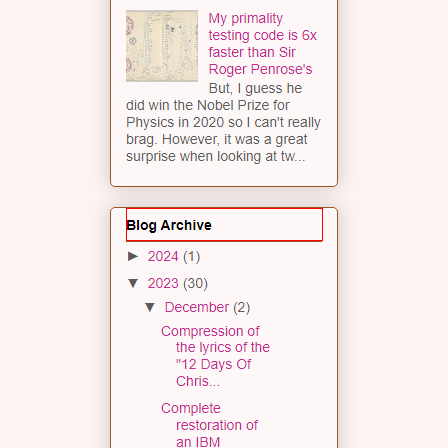 My primality
testing code is 6x
faster than Sir
Roger Penrose's
But, I guess he
did win the Nobel Prize for
Physics in 2020 so I can't really
brag. However, it was a great
surprise when looking at tw...
Blog Archive
► 2024 (1)
▼ 2023 (30)
▼ December (2)
Compression of
the lyrics of the
"12 Days Of
Chris...
Complete
restoration of
an IBM